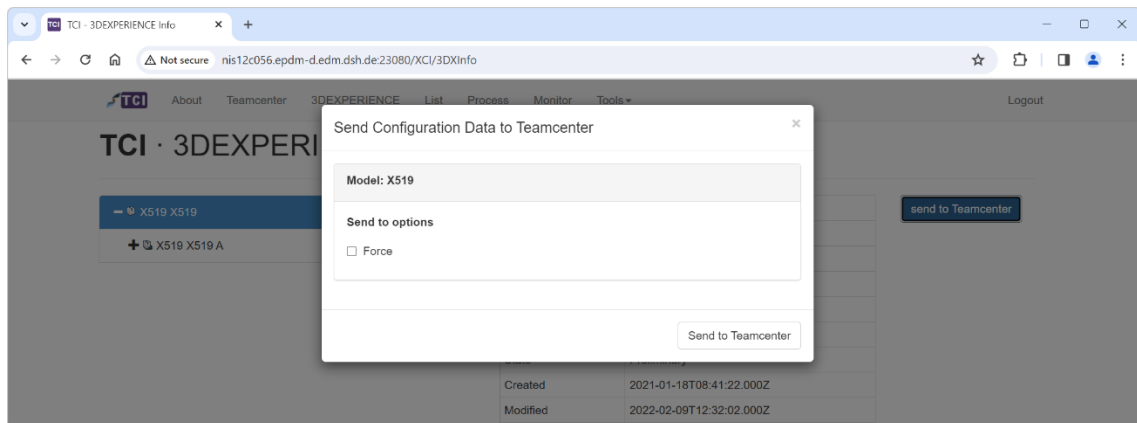 TCI TCI - 3DEXPERIENCE Info
Not secure nis12c056.epdm-d.edm.dsh.de:23080/XCI/3DXInfo
TCI About Teamcenter 3DEXPERIENCE List Process Monitor Tools Logout
TCI · 3DEXPERI
Send Configuration Data to Teamcenter ×
Model: X519
Send to options
Force
Send to Teamcenter
X519 X519
X519 X519 A
send to Teamcenter
Created 2021-01-18T08:41:22.000Z
Modified 2022-02-09T12:32:02.000Z